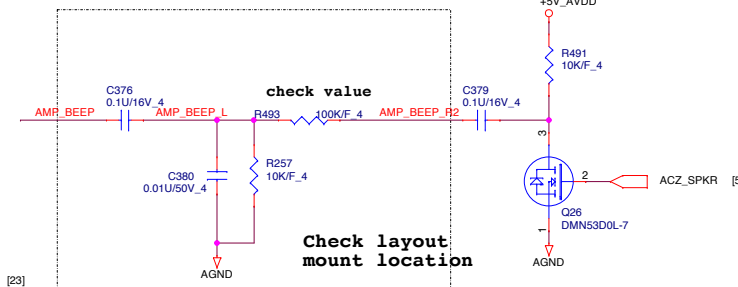 +5V_AVDD
R491
10K/F_4
C376
0.1U/16V_4
check value
C379
0.1U/16V_4
AMP_BEEP
AMP_BEEP_L
R493
100K/F_4
AMP_BEEP_R2
3
C380
0.01U/50V_4
R257
10K/F_4
2
ACZ_SPKR
[5
Q26
DMN53D0L-7
1
Check layout
mount location
AGND
AGND
[23]